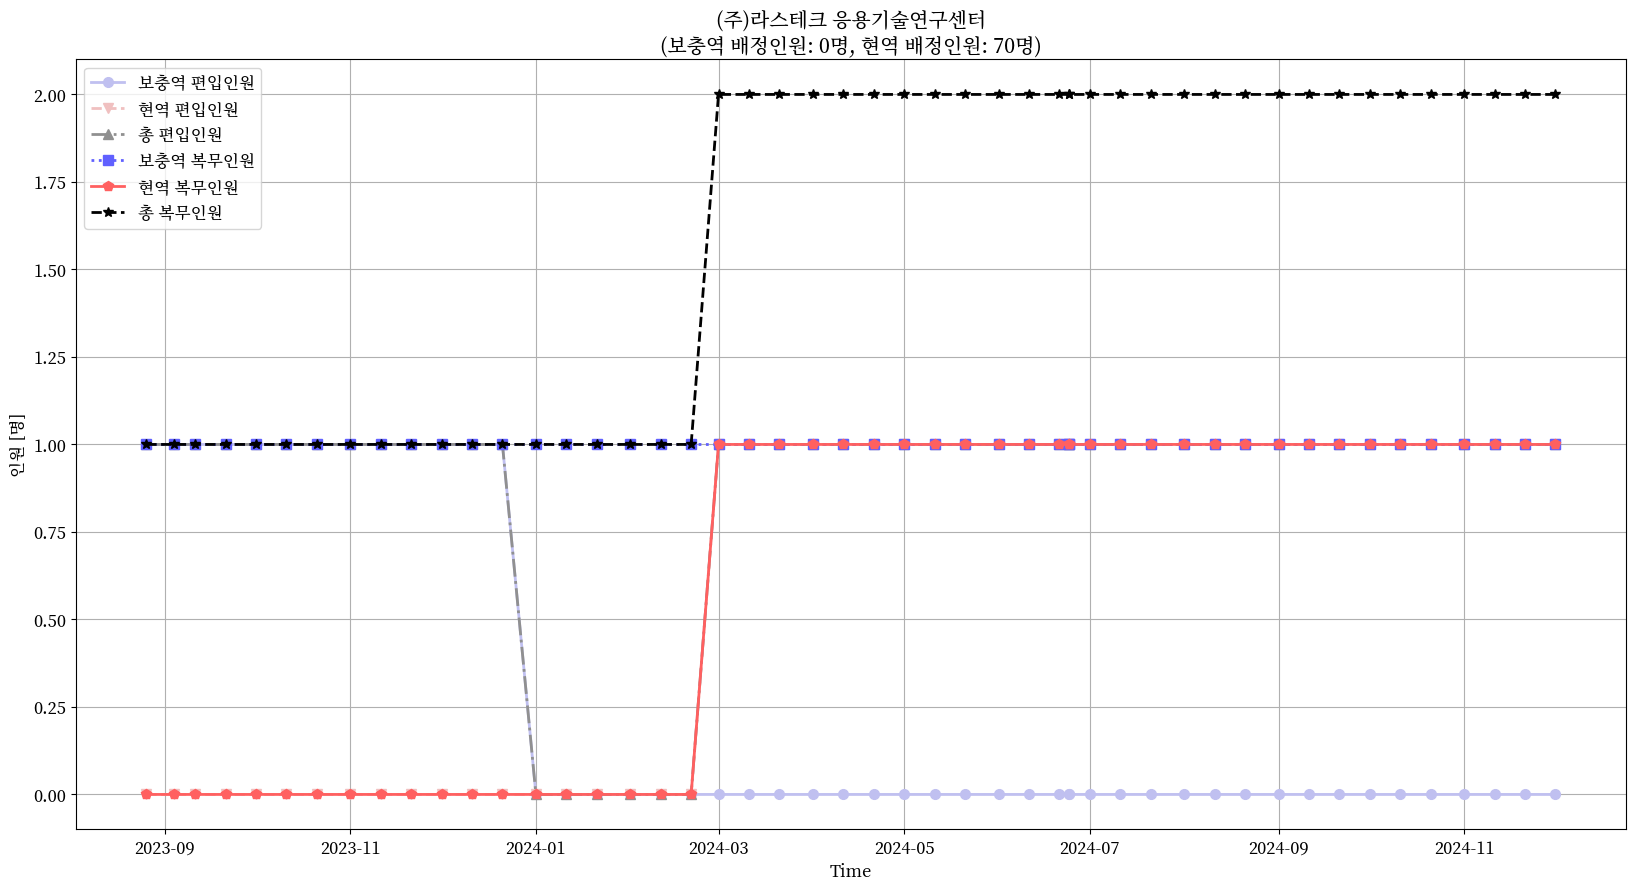 (주)라스테크 응용기술연구센터
(보충역 배정인원: 0명, 현역 배정인원: 70명)
보충역 편입인원
현역 편입인원
총 편입인원
보충역 복무인원
현역 복무인원
총 복무인원
2.00
1.75
1.50
1.25
1.00
0.75
0.50
0.25
0.00
인원 [명]
2023-09
2023-11
2024-01
2024-03
2024-05
2024-07
2024-09
2024-11
Time